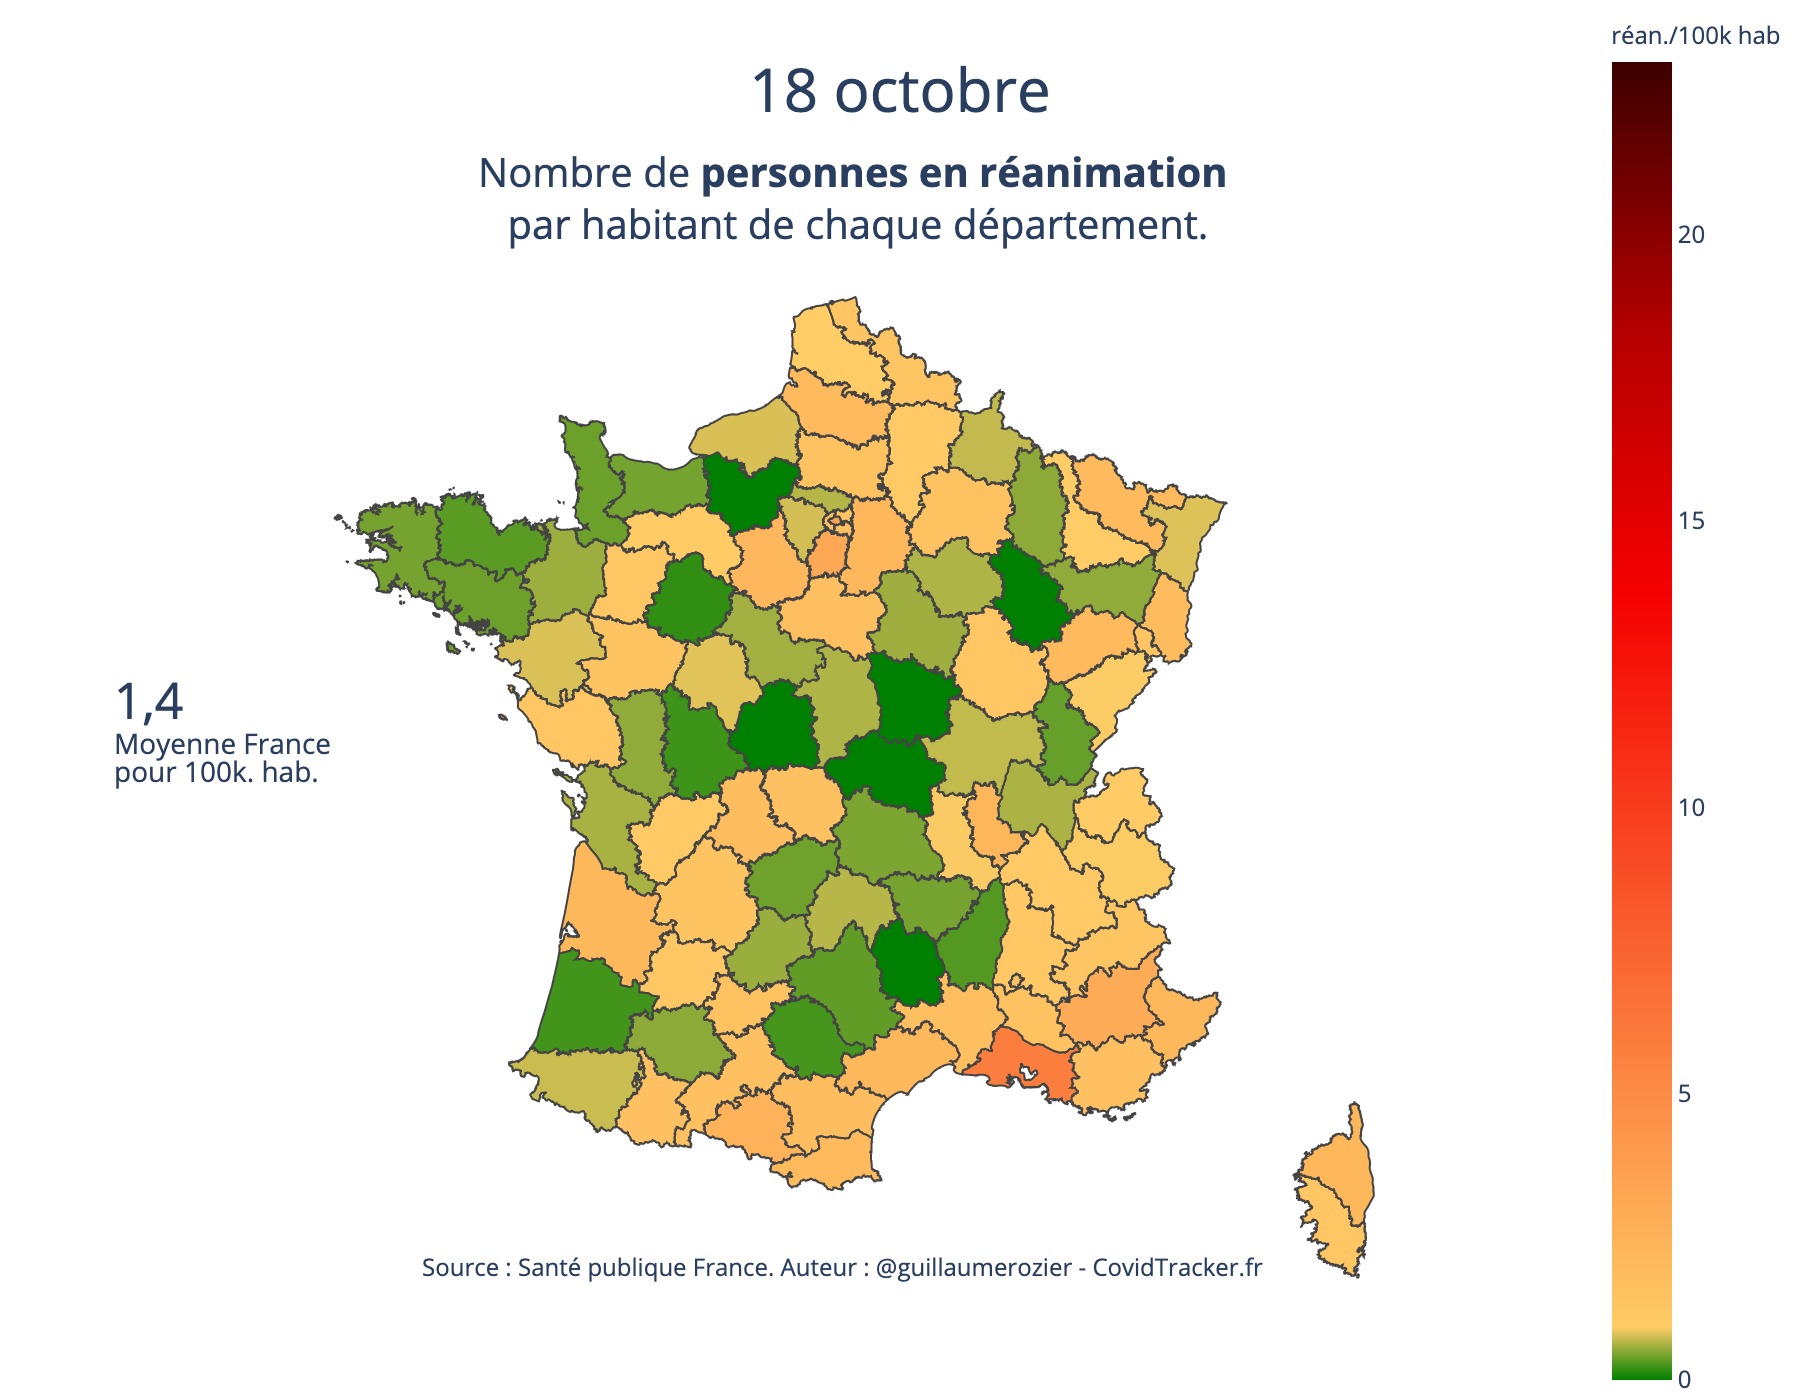 réan./100k hab
18 octobre
Nombre de personnes en réanimation
par habitant de chaque département.
20
15
1,4
Moyenne France
pour 100k. hab.
10
5
Source : Santé publique France. Auteur : @guillaumerozier - CovidTracker.fr
0